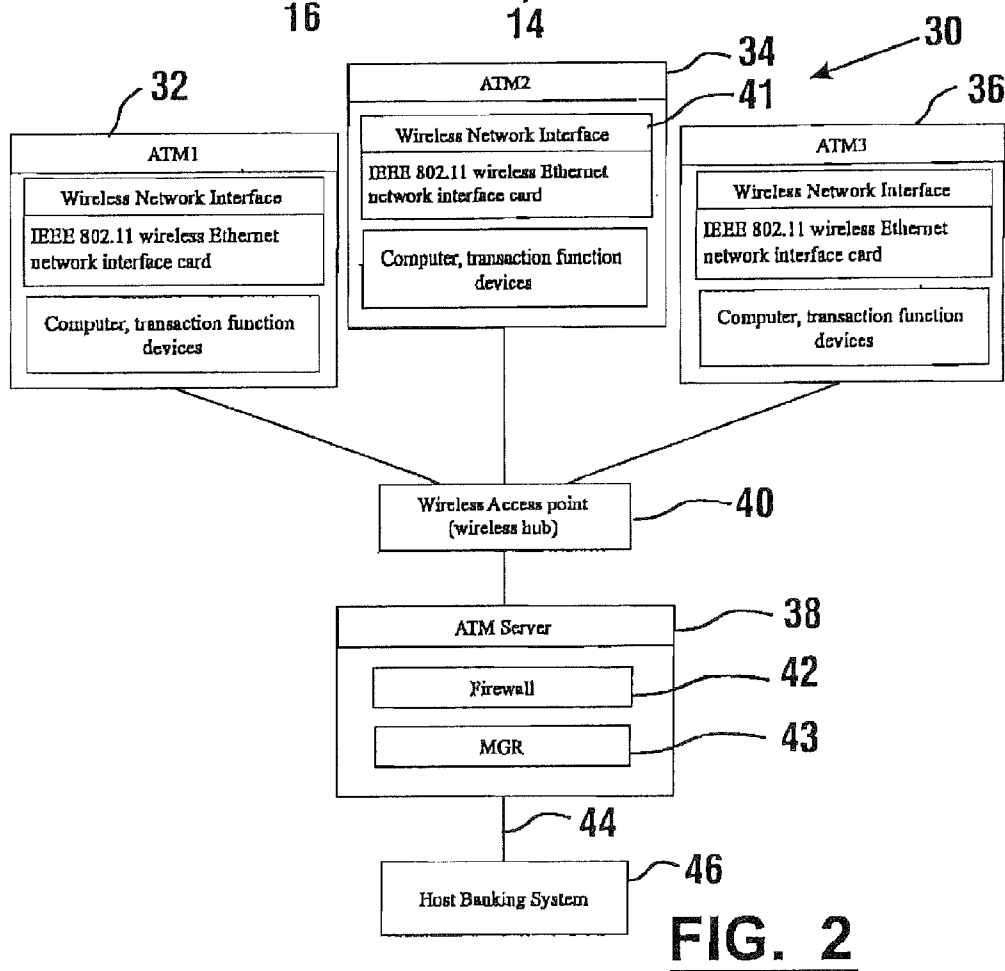 16
14
30
32
34
41
36
ATM1
Wireless Network Interface
IEEE 802.11 wireless Ethernet
network interface card
Computer, transaction function
devices
ATM2
Wireless Network Interface
IEEE 802.11 wireless Ethernet
network interface card
Computer, transaction function
devices
ATM3
Wireless Network Interface
IEEE 802.11 wireless Ethernet
network interface card
Computer, transaction function
devices
Wireless Access point
(wireless hub)
40
ATM Server
38
Firewall
42
MGR
43
44
Host Banking System
46
FIG. 2